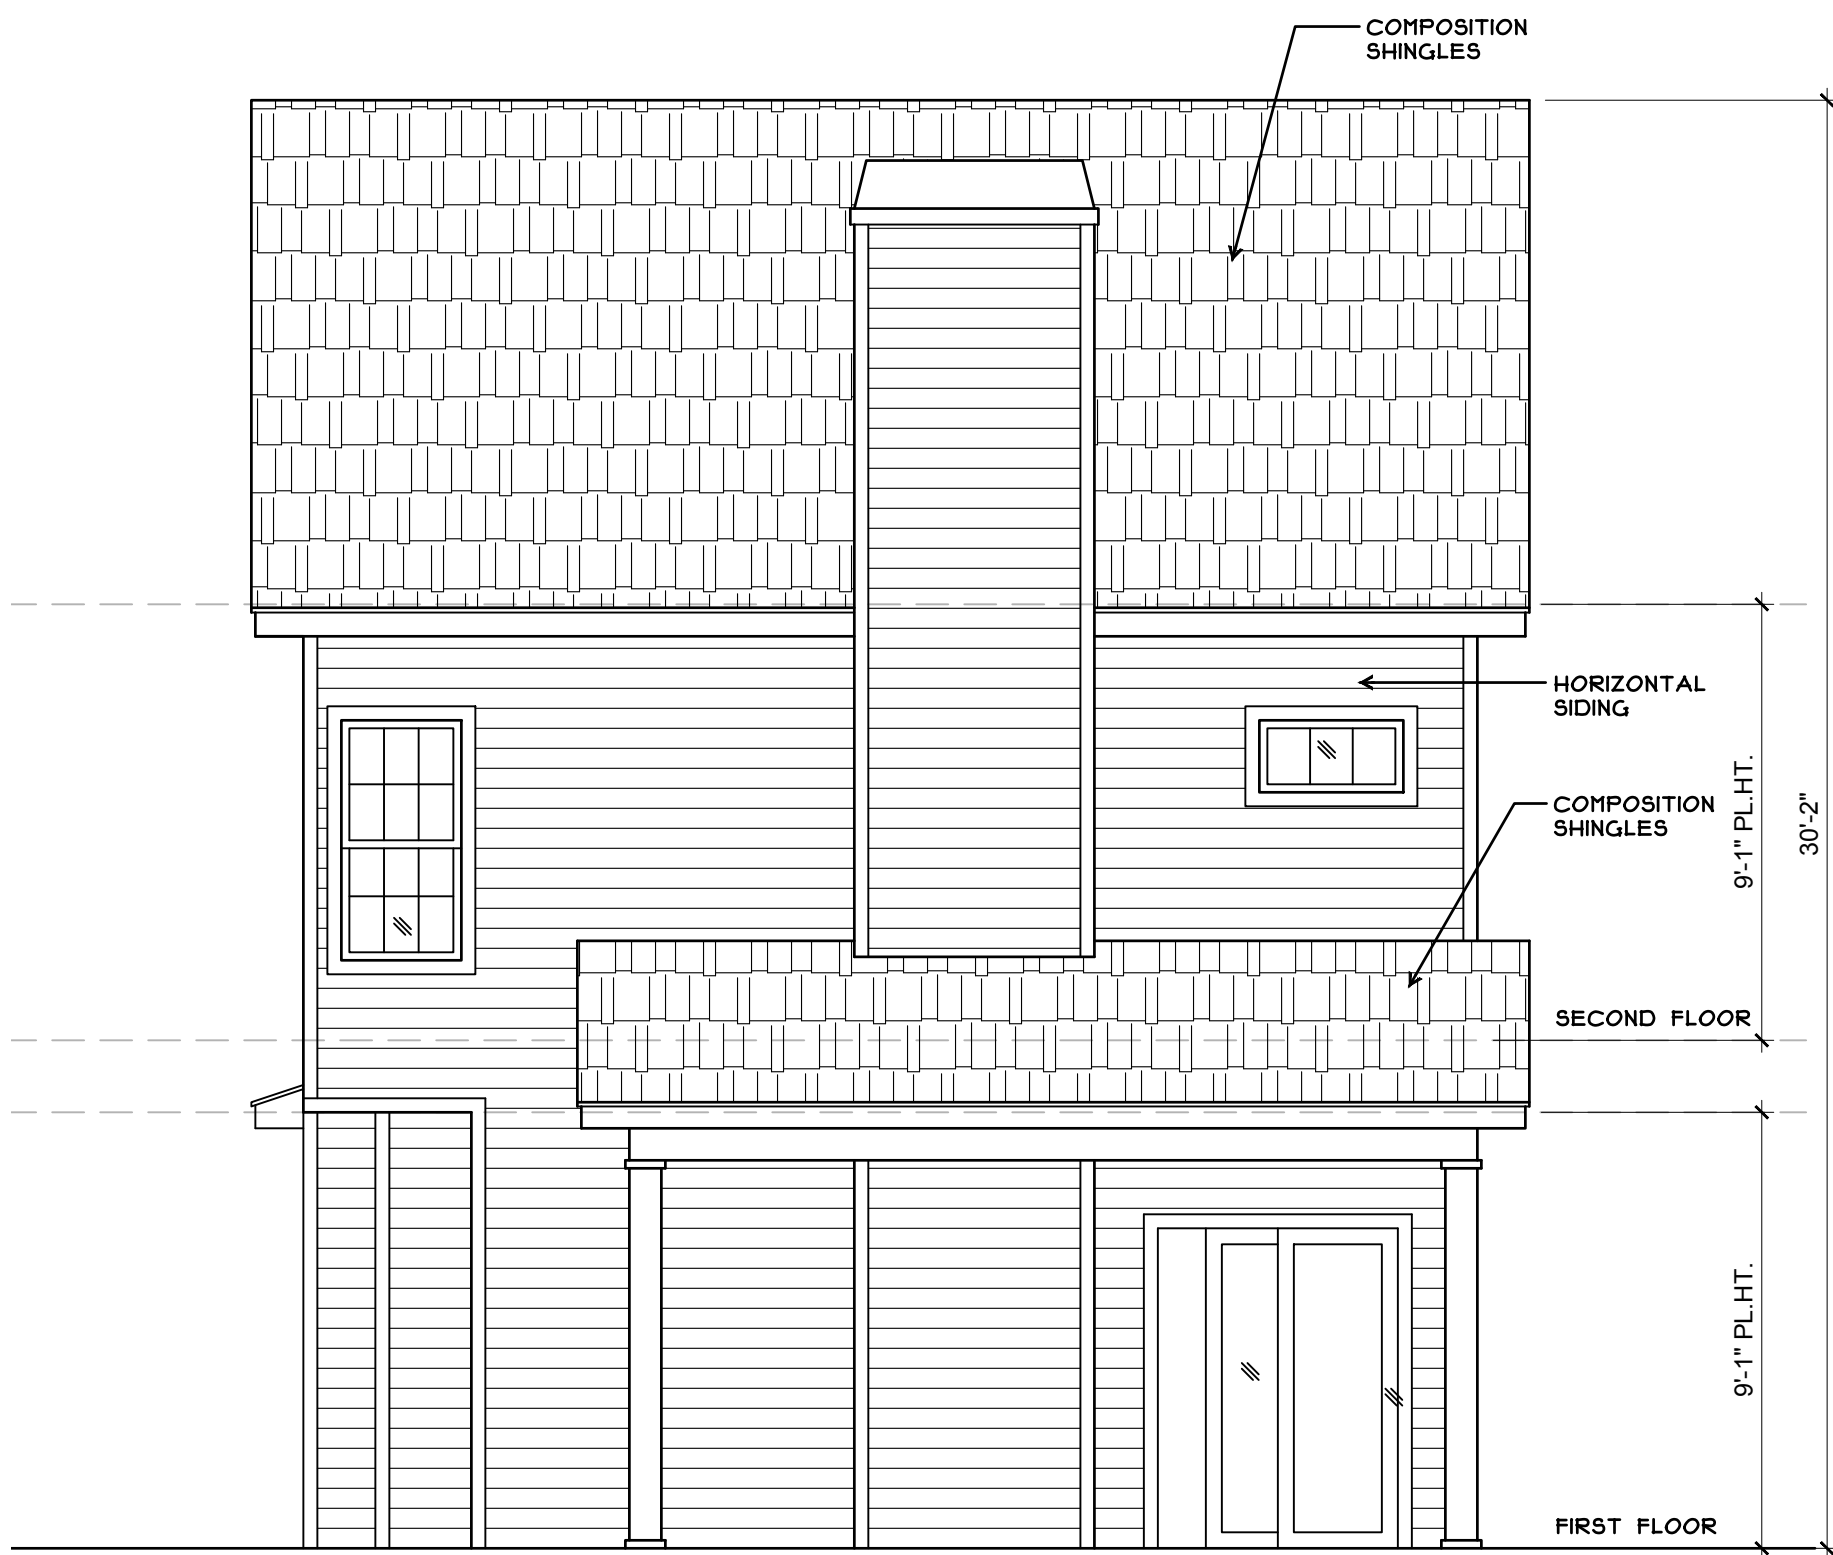 COMPOSITION
SHINGLES
HORIZONTAL
SIDING
COMPOSITION
SHINGLES
9'-1" PL.HT.
30'-2"
SECOND FLOOR
9'-1" PL.HT.
FIRST FLOOR